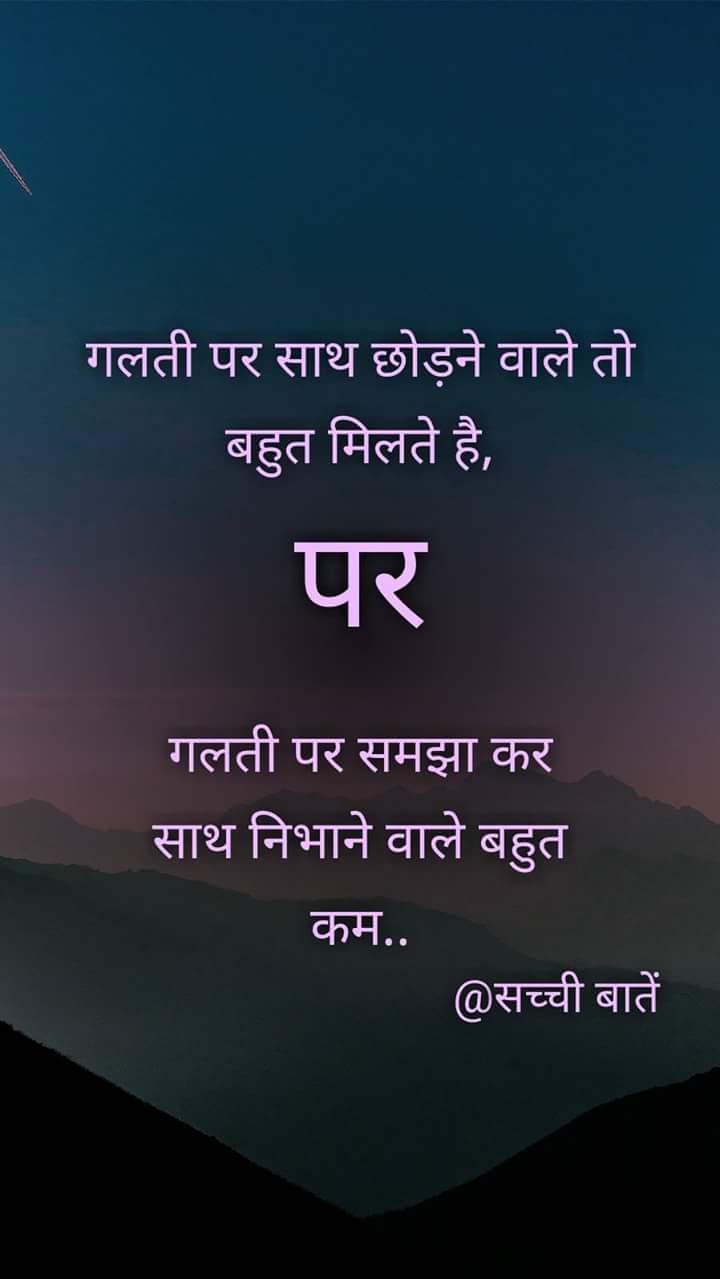 गलती पर साथ छोड़ने वाले तो
बहुत मिलते है,
पर
गलती पर समझा कर
साथ निभाने वाले बहुत
कम..
@सच्ची बातें